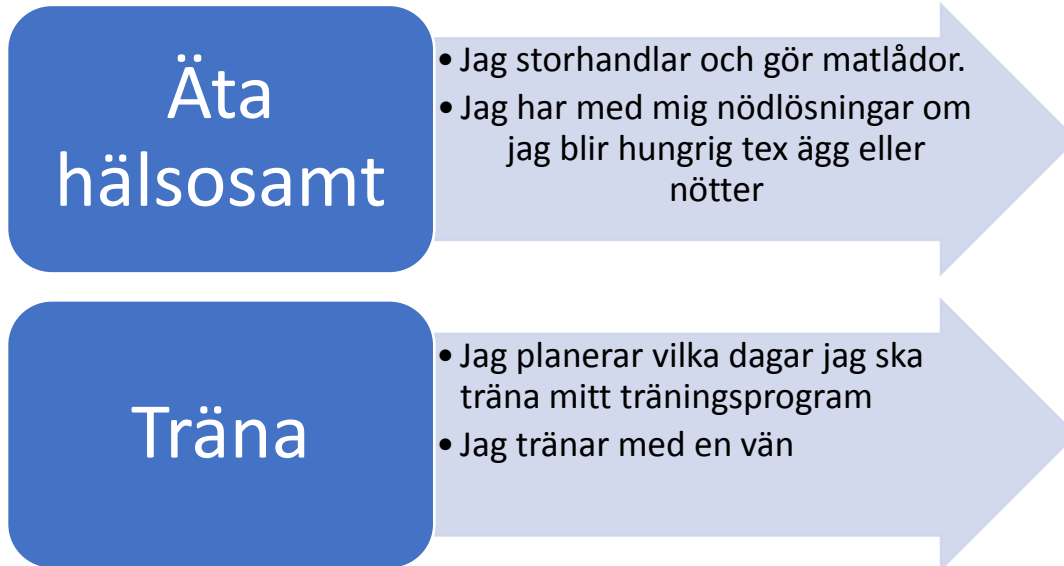 Äta
hälsosamt
• Jag storhandlar och gör matlådor.
• Jag har med mig nödlösningar om
jag blir hungrig tex ägg eller
nötter
Träna
• Jag planerar vilka dagar jag ska
träna mitt träningsprogram
• Jag tränar med en vän